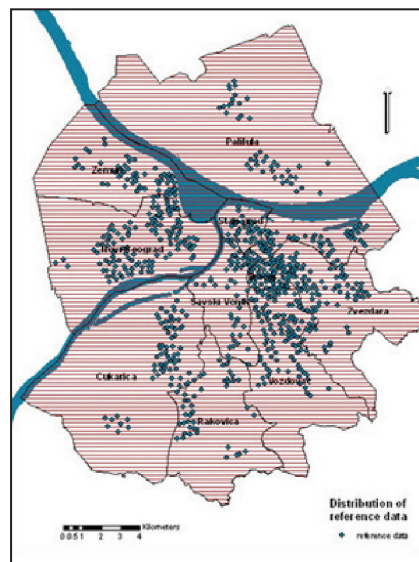 Palilula
Zemun
Stari grad
Novi Beograd
Savski Venac
Zvezdara
Cukarica
Vozdovac
Rakovica
Distribution of
reference data
Kilometers
0 0.5 1 2 3 4
reference data